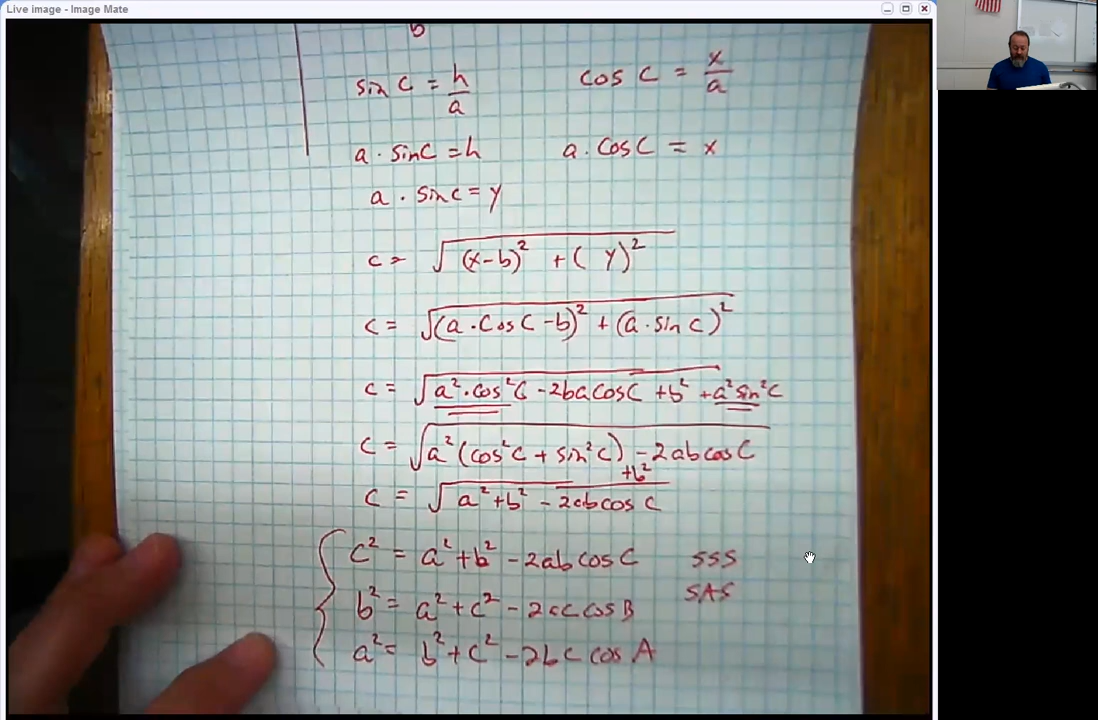 Live image - Image Mate
b
sin C = h/a
cos C = x/a
a · sin C = h
a · cos C = x
a · sin c = y
c = √((x-b)² + ( y)²)
c = √((a · cos C - b)² + (a · sin c)²)
c = √(a² · cos² C - 2ba cos C + b² + a² sin² C)
c = √(a² (cos² C + sin² C) - 2ab cos C + b²)
c = √(a² + b² - 2ab cos C)
c² = a² + b² - 2ab cos C SSS
SAS
b² = a² + c² - 2ac cos B
a² = b² + c² - 2bc cos A